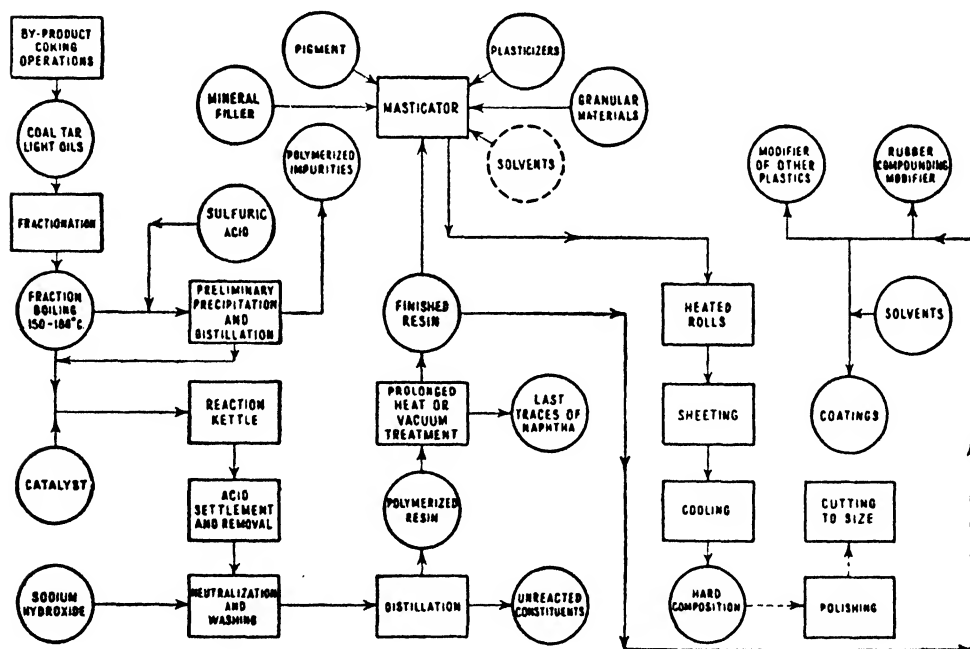 BY-PRODUCT
COKING
OPERATIONS
COAL TAR
LIGHT OILS
FRACTIONATION
FRACTION
BOILING
150-180°C.
CATALYST
SODIUM
HYDROXIDE
SULFURIC
ACID
PRELIMINARY
PRECIPITATION
AND
DISTILLATION
POLYMERIZED
IMPURITIES
REACTION
KETTLE
ACID
SETTLEMENT
AND REMOVAL
NEUTRALIZATION
AND
WASHING
DISTILLATION
UNREACTED
CONSTITUENTS
POLYMERIZED
RESIN
PROLONGED
HEAT OR
VACUUM
TREATMENT
LAST
TRACES OF
NAPHTHA
FINISHED
RESIN
MASTICATOR
PIGMENT
MINERAL
FILLER
PLASTICIZERS
GRANULAR
MATERIALS
SOLVENTS
HEATED
ROLLS
SHEETING
COOLING
HARD
COMPOSITION
POLISHING
CUTTING
TO SIZE
MODIFIER
OF OTHER
PLASTICS
RUBBER
COMPOUNDING
MODIFIER
SOLVENTS
COATINGS